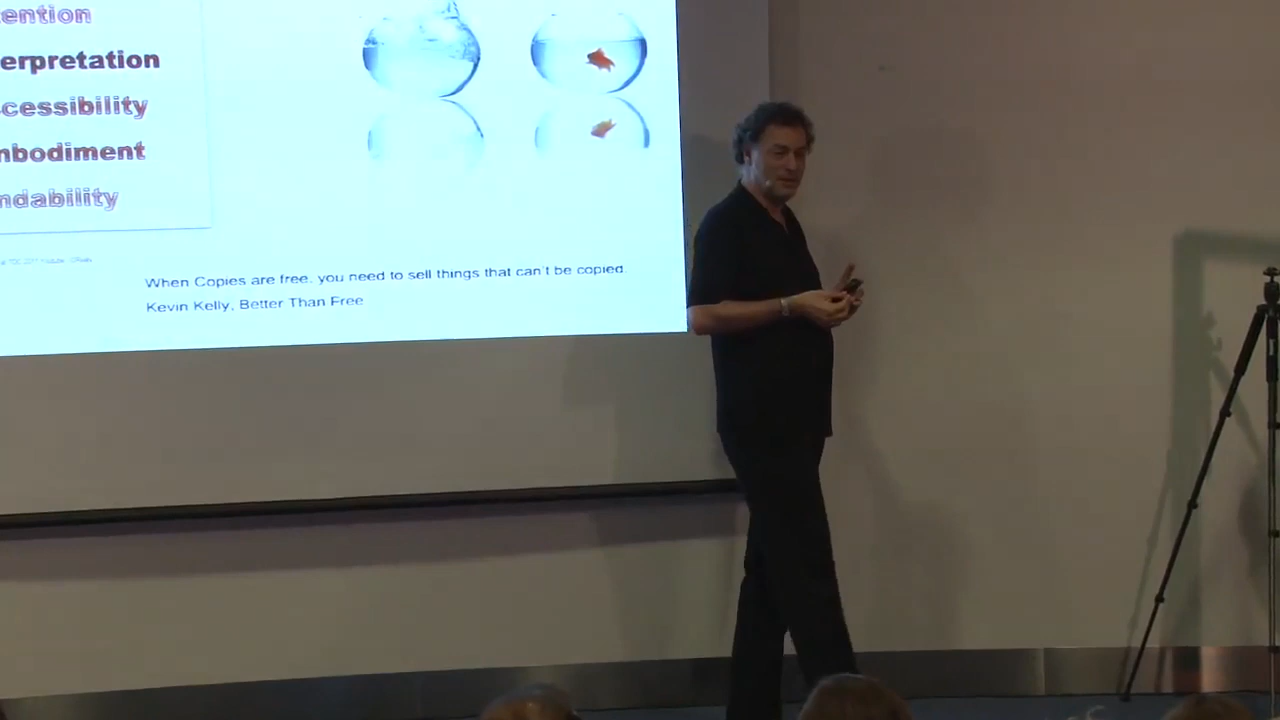 ention
erpretation
cessibility
mbodiment
ndability
When Copies are free, you need to sell things that can't be copied.
Kevin Kelly, Better Than Free